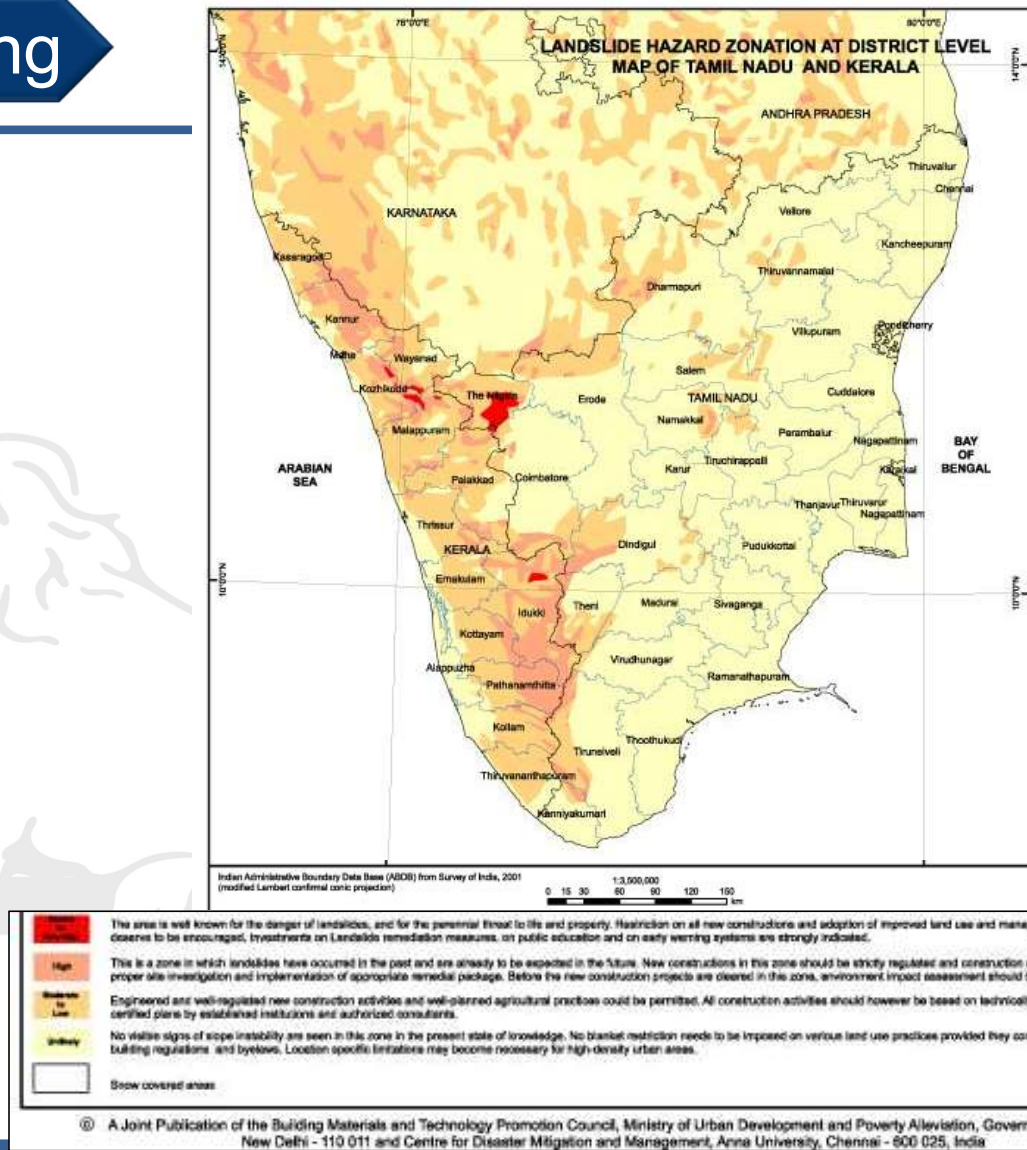 ng
76°0'0"E
80°0'0"E
LANDSLIDE HAZARD ZONATION AT DISTRICT LEVEL
MAP OF TAMIL NADU AND KERALA
14°0'0"N
14°0'0"N
ANDHRA PRADESH
Thiruvallur
Chennai
KARNATAKA
Vellore
Kancheepuram
Kasaragod
Thiruvannamalai
Dharmapuri
Kannur
Pondicherry
Villupuram
Mahe
Wayanad
Salem
Kozhikode
The Nilgiris
Erode
TAMIL NADU
Cuddalore
Namakkal
Malappuram
Perambalur
Nagapattinam
BAY
OF
BENGAL
ARABIAN
SEA
Tiruchirappalli
Karur
Karaikal
Palakkad
Coimbatore
Thanjavur
Thiruvarur
Nagapattinam
Thrissur
KERALA
Dindigul
Pudukkottai
Ernakulam
10°0'0"N
10°0'0"N
Idukki
Theni
Madurai
Sivaganga
Kottayam
Virudhunagar
Alappuzha
Ramanathapuram
Pathanamthitta
Kollam
Tirunelveli
Thoothukudi
Thiruvananthapuram
Kanniyakumari
Indian Administrative Boundary Data Base (ABDB) from Survey of India, 2001
(modified Lambert confirmal conic projection)
1:3,500,000
0 15 30 60 90 120 150
km
The area is well known for the danger of landslides, and for the perennial threat to life and property. Restriction on all new constructions and adoption of improved land use and mana
deserves to be encouraged. Investments on Landslide remediation measures, on public education and on early warning systems are strongly indicated.
High
This is a zone in which landslides have occurred in the past and are already to be expected in the future. New constructions in this zone should be strictly regulated and construction
proper site investigation and implementation of appropriate remedial package. Before the new construction projects are cleared in this zone, environment impact assessment should
Moderate
to
Low
Engineered and well-regulated new construction activities and well-planned agricultural practices could be permitted. All construction activities should however be based on technicall
certified plans by established institutions and authorized consultants.
Unlikely
No visible signs of slope instability are seen in this zone in the present state of knowledge. No blanket restriction needs to be imposed on various land use practices provided they co
building regulations and byelaws. Location specific limitations may become necessary for high-density urban areas.
Snow covered areas
© A Joint Publication of the Building Materials and Technology Promotion Council, Ministry of Urban Development and Poverty Alleviation, Govern
New Delhi - 110 011 and Centre for Disaster Mitigation and Management, Anna University, Chennai - 600 025, India